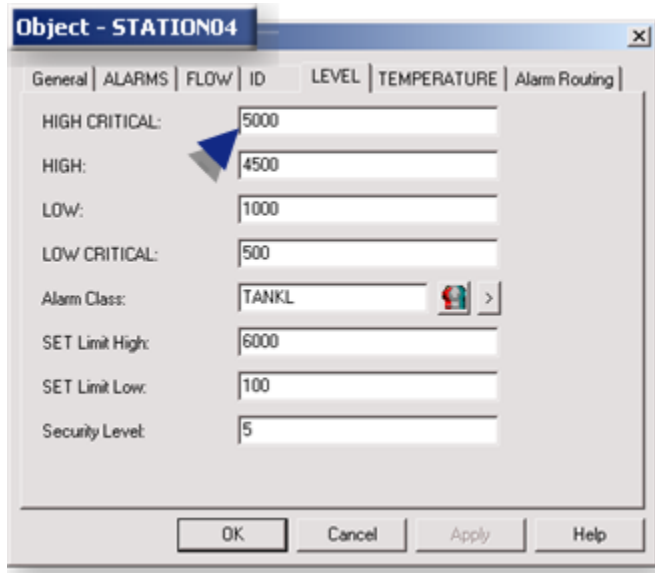 Object - STATION04
General ALARMS FLOW ID LEVEL TEMPERATURE Alarm Routing
HIGH CRITICAL: 5000
HIGH: 4500
LOW: 1000
LOW CRITICAL: 500
Alarm Class: TANKL >
SET Limit High: 6000
SET Limit Low: 100
Security Level: 5
OK Cancel Apply Help